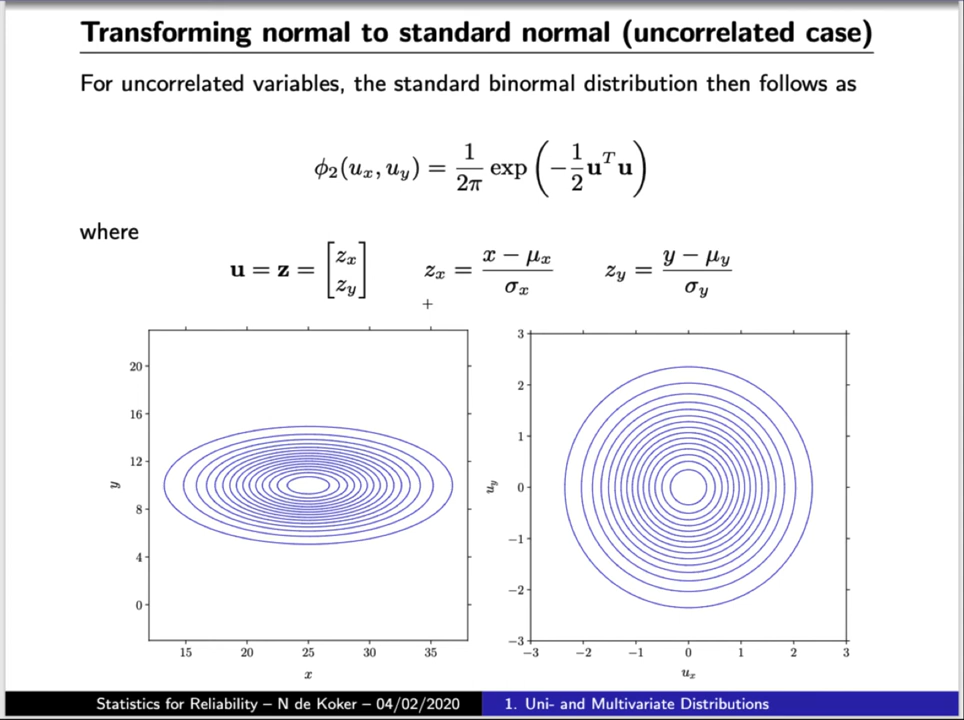 Transforming normal to standard normal (uncorrelated case)
For uncorrelated variables, the standard binormal distribution then follows as
ϕ₂(uₓ, u_y) = 1/2π exp(−1/2 uᵀu)
where
u = z = [zₓ z_y] zₓ = (x − μₓ)/σₓ z_y = (y − μ_y)/σ_y
20
16
12
8
4
0
y
15 20 25 30 35
x
3
2
1
0
−1
−2
−3
u_y
−3 −2 −1 0 1 2 3
uₓ
Statistics for Reliability – N de Koker – 04/02/2020
1. Uni- and Multivariate Distributions